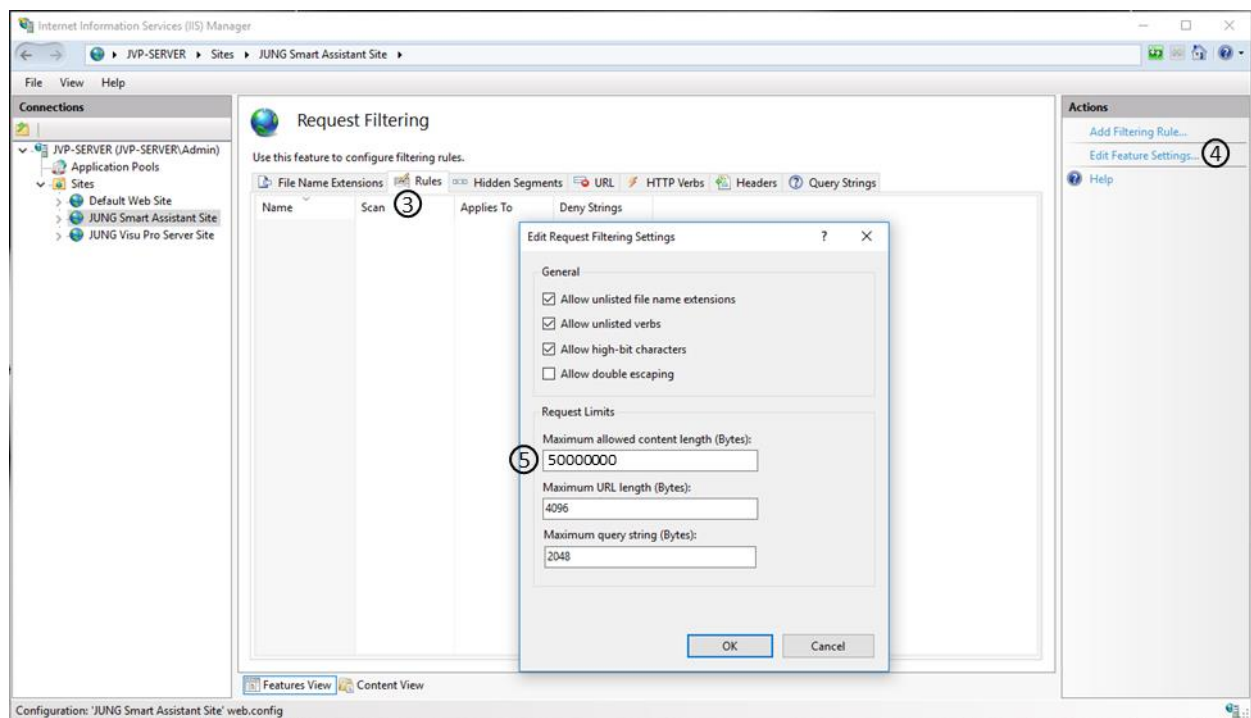 Internet Information Services (IIS) Manager
JVP-SERVER Sites JUNG Smart Assistant Site
File View Help
Connections
JVP-SERVER (JVP-SERVER\Admin)
Application Pools
Sites
Default Web Site
JUNG Smart Assistant Site
JUNG Visu Pro Server Site
Request Filtering
Use this feature to configure filtering rules.
File Name Extensions Rules Hidden Segments URL HTTP Verbs Headers Query Strings
Name Scan ③ Applies To Deny Strings
Edit Request Filtering Settings ?
General
Allow unlisted file name extensions
Allow unlisted verbs
Allow high-bit characters
Allow double escaping
Request Limits
Maximum allowed content length (Bytes):
⑤ 50000000
Maximum URL length (Bytes):
4096
Maximum query string (Bytes):
2048
OK Cancel
Features View Content View
Actions
Add Filtering Rule...
Edit Feature Settings... ④
Help
Configuration: 'JUNG Smart Assistant Site' web.config